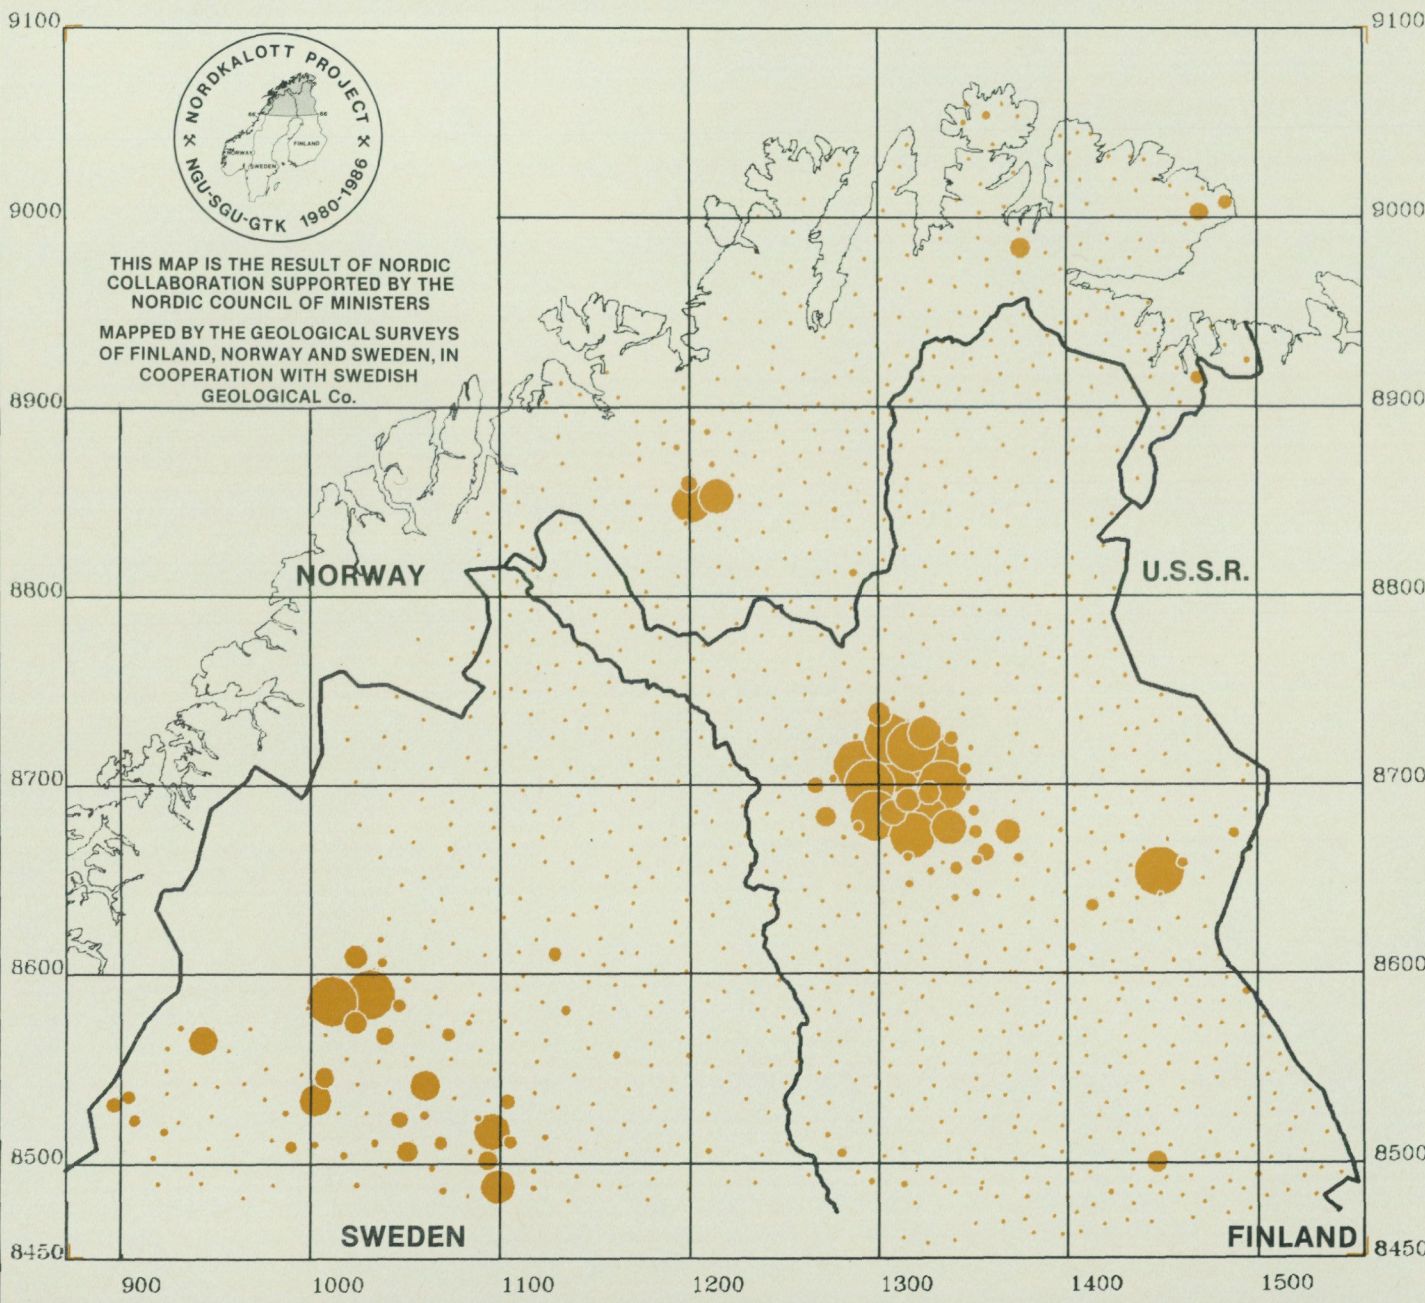 9100
9100
NORDKALOTT PROJECT
66
66
NORWAY
SWEDEN
FINLAND
NGU-SGU-GTK 1980-1986
9000
9000
THIS MAP IS THE RESULT OF NORDIC
COLLABORATION SUPPORTED BY THE
NORDIC COUNCIL OF MINISTERS
MAPPED BY THE GEOLOGICAL SURVEYS
OF FINLAND, NORWAY AND SWEDEN, IN
COOPERATION WITH SWEDISH
GEOLOGICAL Co.
8900
8900
NORWAY
U.S.S.R.
8800
8800
8700
8700
8600
8600
8500
8500
SWEDEN
FINLAND
8450
8450
900
1000
1100
1200
1300
1400
1500